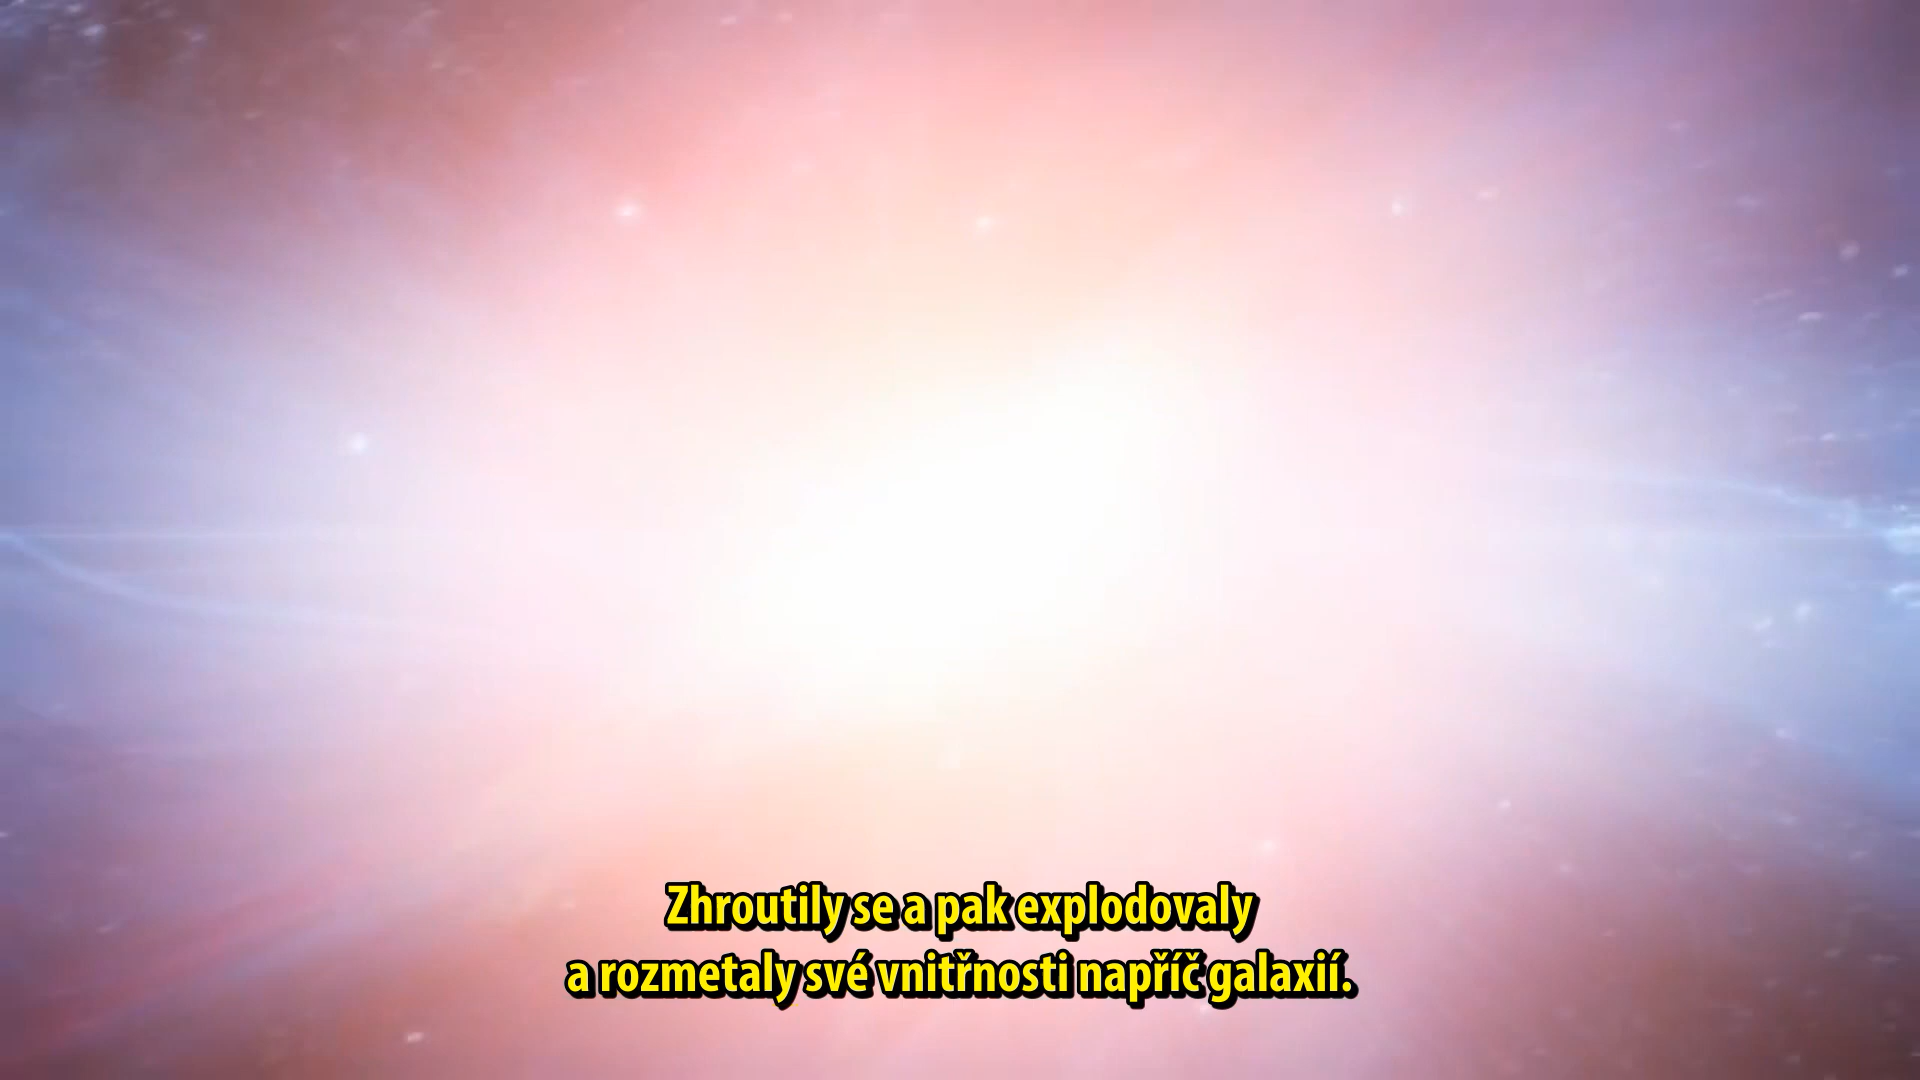 Zhroutily se a pak explodovaly
a rozmetaly své vnitřnosti napříč galaxií.